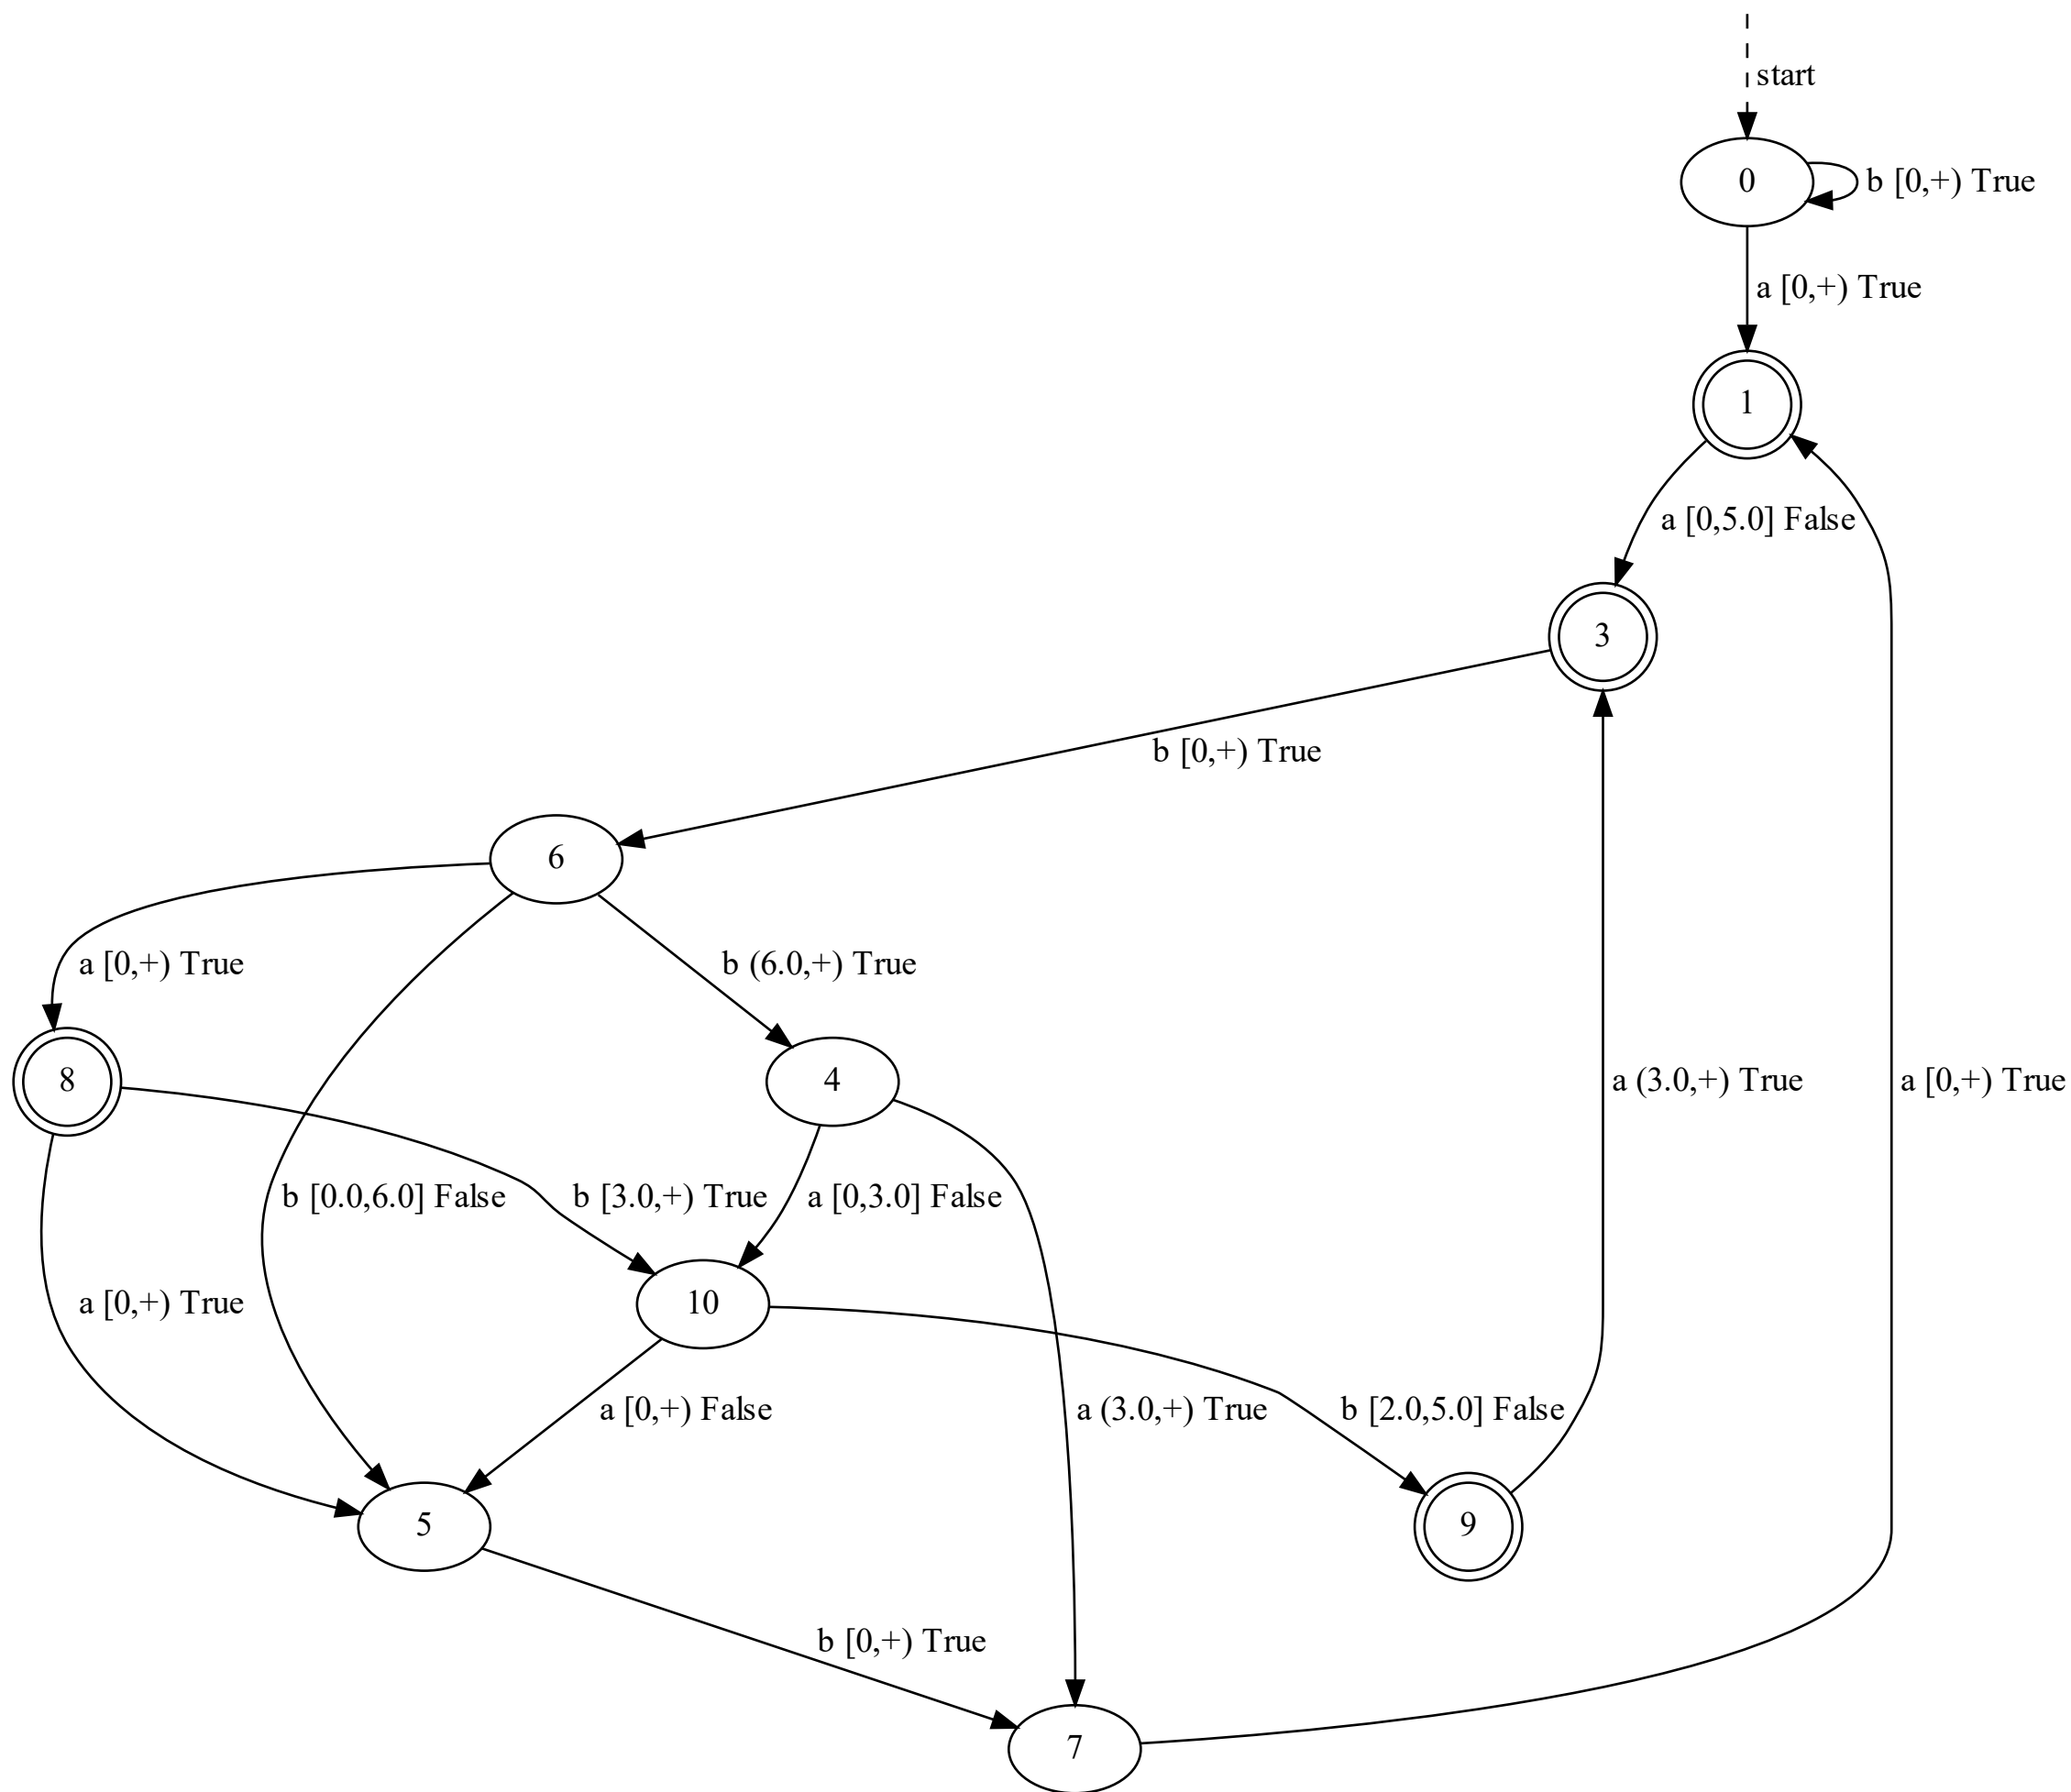 start
0
b [0,+) True
a [0,+) True
1
a [0,5.0] False
3
b [0,+) True
6
a [0,+) True
b (6.0,+) True
8
4
a (3.0,+) True
a [0,+) True
b [0.0,6.0] False
b [3.0,+) True
a [0,3.0] False
a [0,+) True
10
a [0,+) False
a (3.0,+) True
b [2.0,5.0] False
5
9
b [0,+) True
7